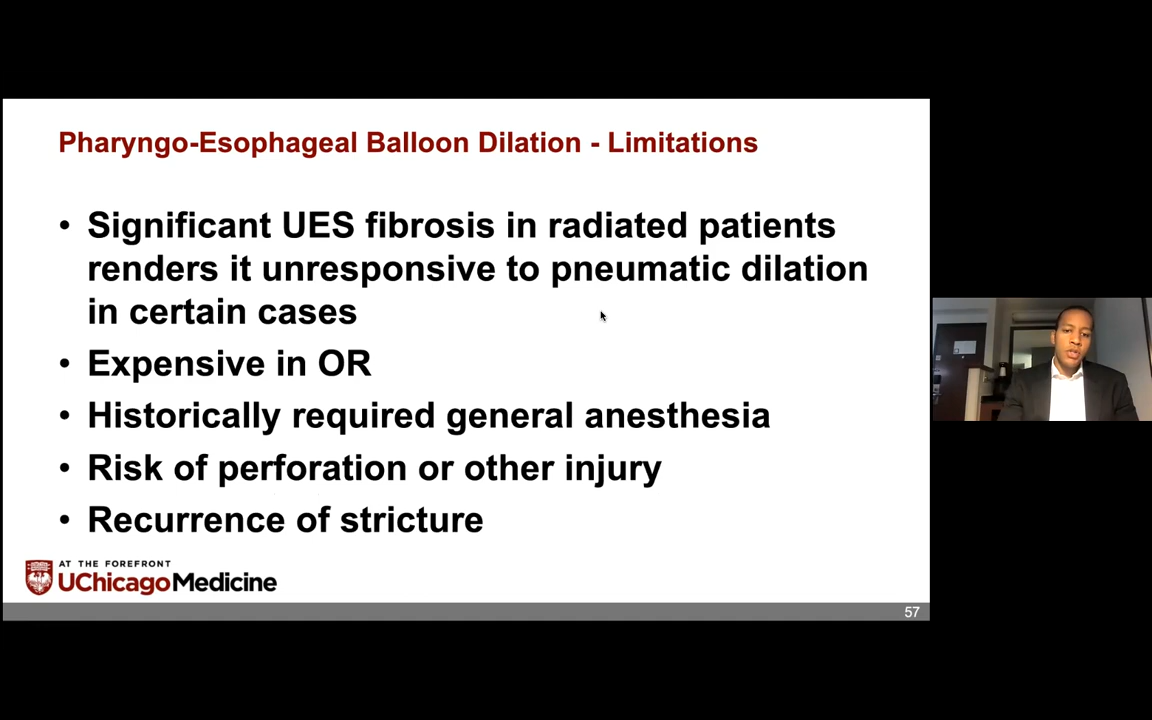 Pharyngo-Esophageal Balloon Dilation - Limitations
• Significant UES fibrosis in radiated patients
renders it unresponsive to pneumatic dilation
in certain cases
• Expensive in OR
• Historically required general anesthesia
• Risk of perforation or other injury
• Recurrence of stricture
AT THE FOREFRONT
UChicagoMedicine
57